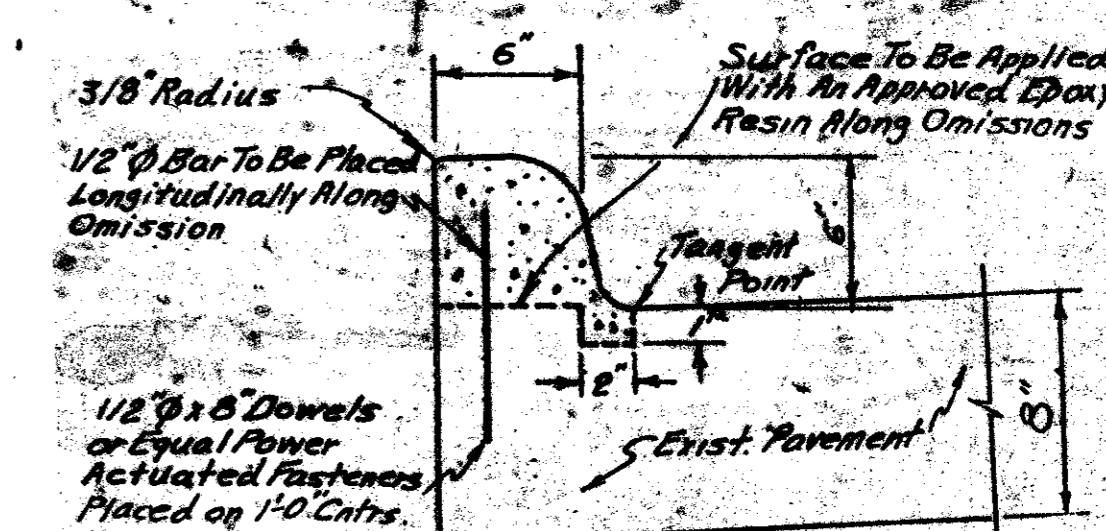 6"
3/8" Radius
Surface To Be Applied
With An Approved Epoxy
Resin Along Omissions
1/2" φ Bar To Be Placed
Longitudinally Along
Omission
6"
Tangent
Point
1"
2"
8"
1/2" φ x 8" Dowels
or Equal Power
Actuated Fasteners
Placed on 1'-0" Cntrs.
Exist. Pavement